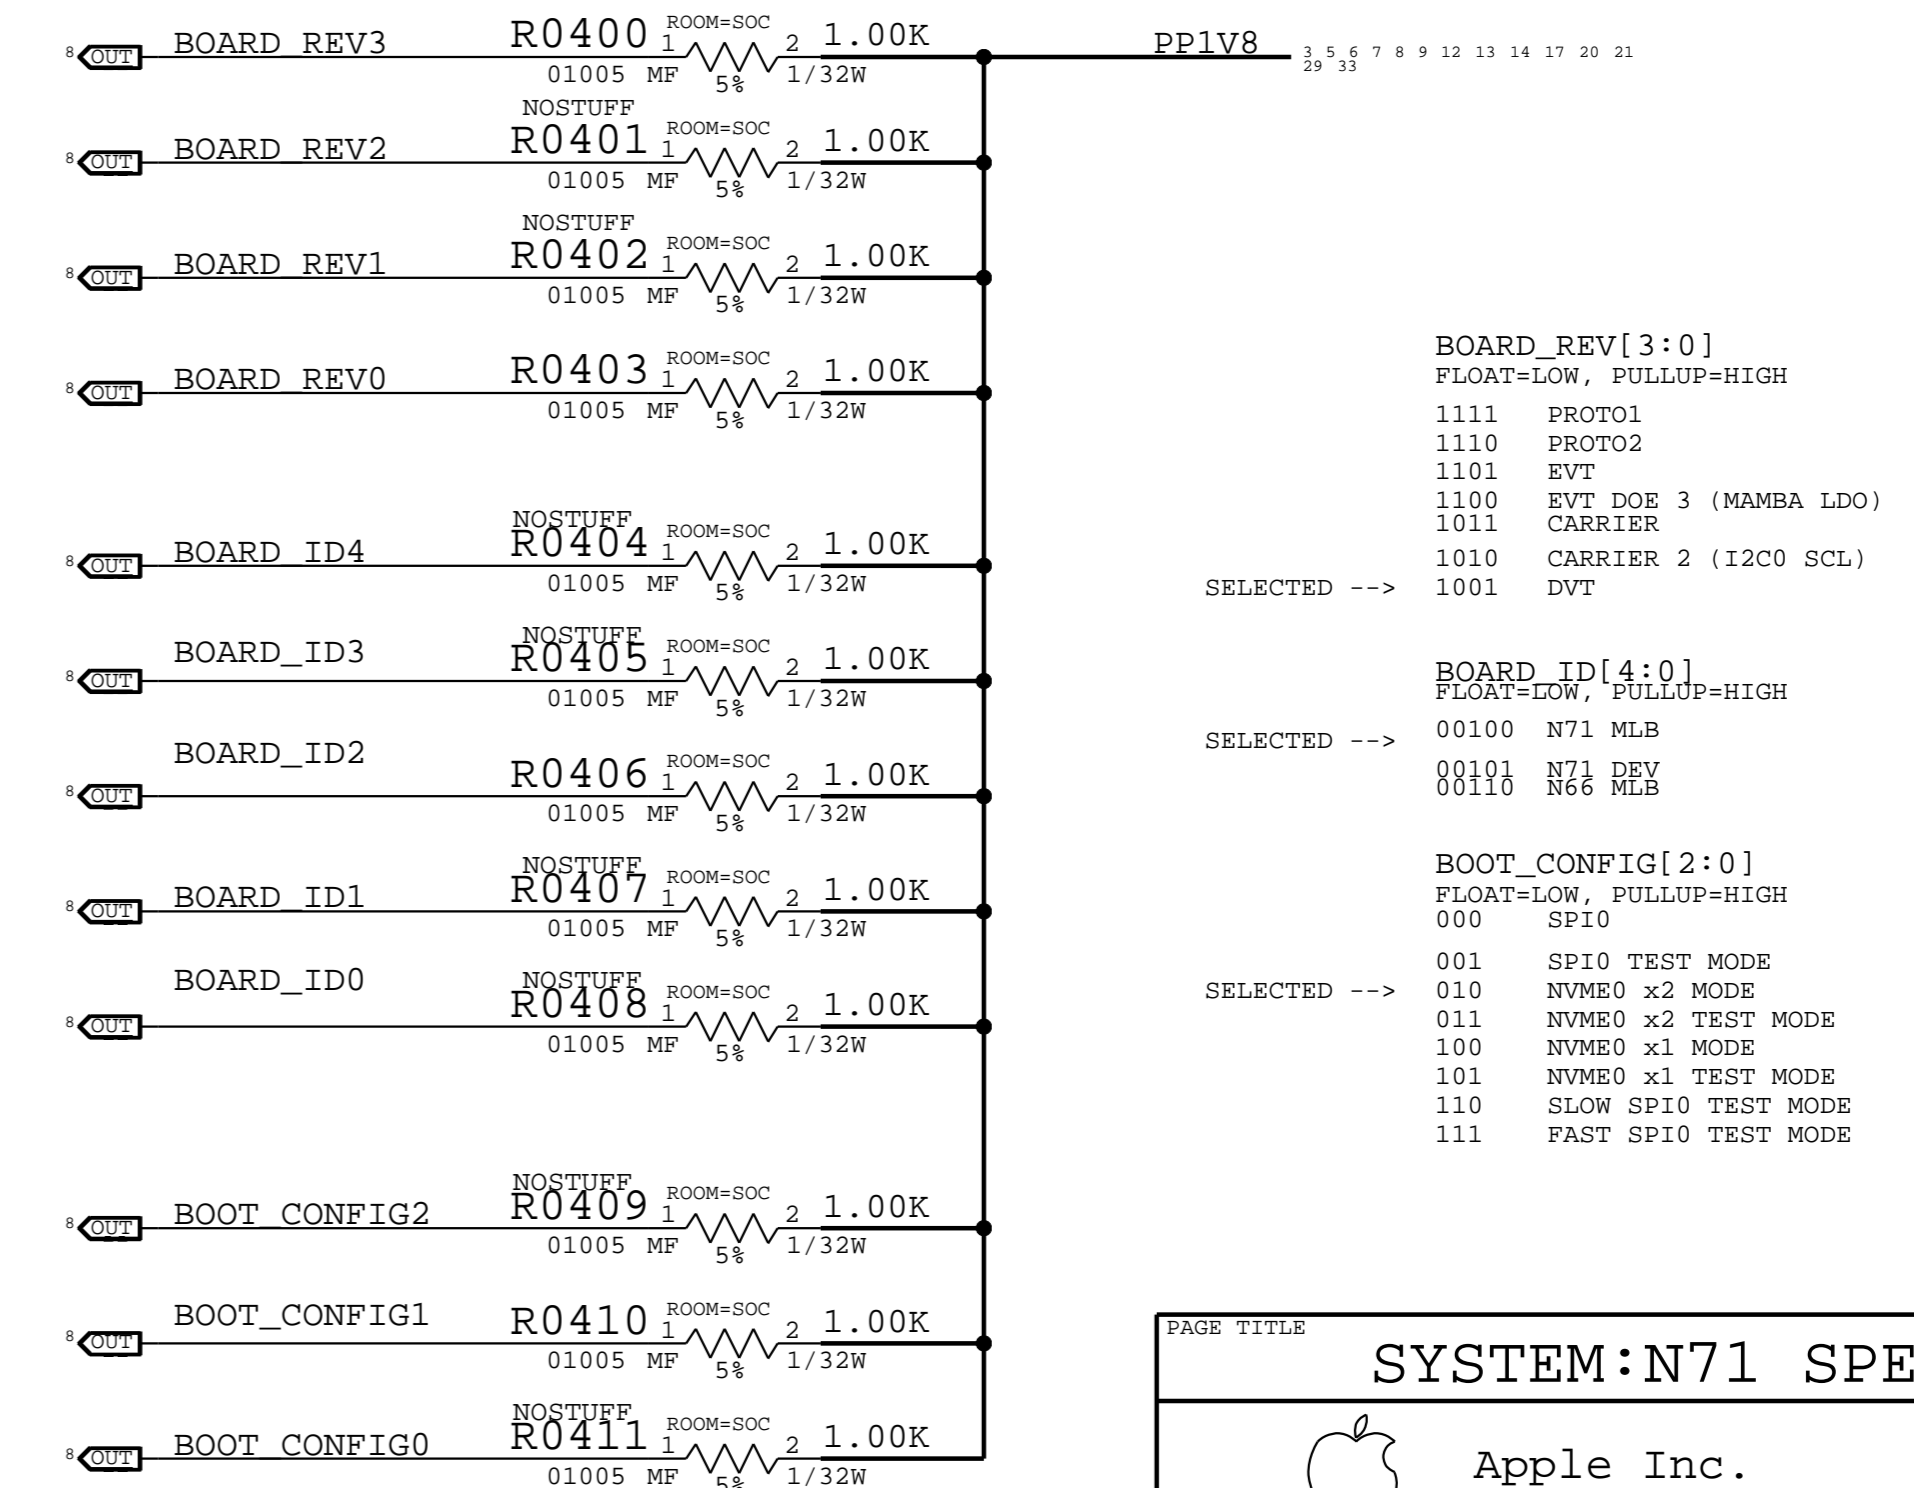 8 OUT BOARD_REV3 R0400 1 ROOM=SOC 2 1.00K PP1V8 3 5 6 7 8 9 12 13 14 17 20 21
01005 MF 5% 1/32W 29 33
NOSTUFF
8 OUT BOARD_REV2 R0401 1 ROOM=SOC 2 1.00K
01005 MF 5% 1/32W
NOSTUFF
8 OUT BOARD_REV1 R0402 1 ROOM=SOC 2 1.00K
01005 MF 5% 1/32W
8 OUT BOARD_REV0 R0403 1 ROOM=SOC 2 1.00K
01005 MF 5% 1/32W
NOSTUFF
8 OUT BOARD_ID4 R0404 1 ROOM=SOC 2 1.00K
01005 MF 5% 1/32W
NOSTUFF
8 OUT BOARD_ID3 R0405 1 ROOM=SOC 2 1.00K
01005 MF 5% 1/32W
8 OUT BOARD_ID2 R0406 1 ROOM=SOC 2 1.00K
01005 MF 5% 1/32W
NOSTUFF
8 OUT BOARD_ID1 R0407 1 ROOM=SOC 2 1.00K
01005 MF 5% 1/32W
NOSTUFF
8 OUT BOARD_ID0 R0408 1 ROOM=SOC 2 1.00K
01005 MF 5% 1/32W
NOSTUFF
8 OUT BOOT_CONFIG2 R0409 1 ROOM=SOC 2 1.00K
01005 MF 5% 1/32W
8 OUT BOOT_CONFIG1 R0410 1 ROOM=SOC 2 1.00K
01005 MF 5% 1/32W
NOSTUFF
8 OUT BOOT_CONFIG0 R0411 1 ROOM=SOC 2 1.00K
01005 MF 5% 1/32W
BOARD_REV[3:0]
FLOAT=LOW, PULLUP=HIGH
1111 PROTO1
1110 PROTO2
1101 EVT
1100 EVT DOE 3 (MAMBA LDO)
1011 CARRIER
1010 CARRIER 2 (I2C0 SCL)
SELECTED --> 1001 DVT
BOARD_ID[4:0]
FLOAT=LOW, PULLUP=HIGH
SELECTED --> 00100 N71 MLB
00101 N71 DEV
00110 N66 MLB
BOOT_CONFIG[2:0]
FLOAT=LOW, PULLUP=HIGH
000 SPI0
001 SPI0 TEST MODE
SELECTED --> 010 NVME0 x2 MODE
011 NVME0 x2 TEST MODE
100 NVME0 x1 MODE
101 NVME0 x1 TEST MODE
110 SLOW SPI0 TEST MODE
111 FAST SPI0 TEST MODE
PAGE TITLE
SYSTEM:N71 SPE
Apple Inc.